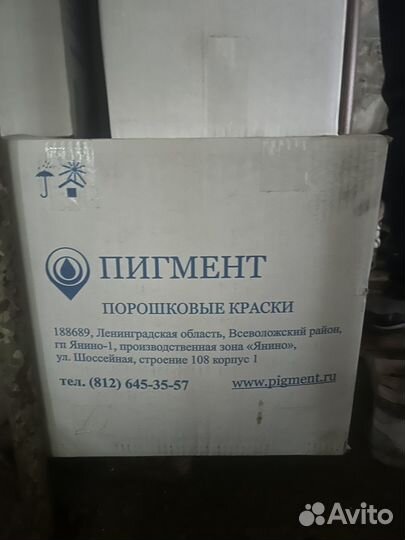 ПИГМЕНТ
ПОРОШКОВЫЕ КРАСКИ
188689, Ленинградская область, Всеволожский район,
гп Янино-1, производственная зона «Янино»,
ул. Шоссейная, строение 108 корпус 1
тел. (812) 645-35-57 www.pigment.ru
Avito